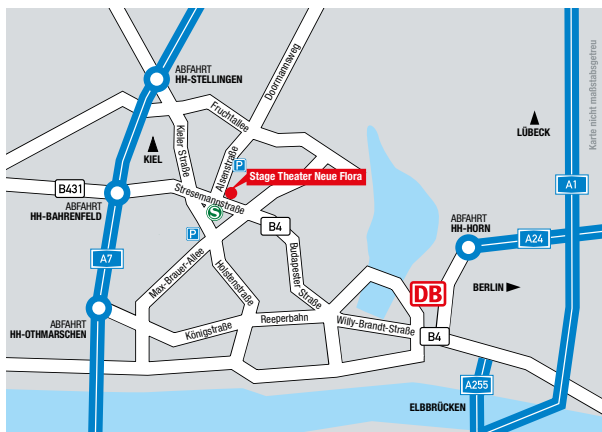 ABFAHRT
HH-STELLINGEN
Doormannsweg
Fruchtallee
Kieler Straße
KIEL
Alsenstraße
P
Stage Theater Neue Flora
B431
Stresemannstraße
S
ABFAHRT
HH-BAHRENFELD
P
B4
A7
Max-Brauer-Allee
Holstenstraße
Budapester Straße
ABFAHRT
HH-OTHMARSCHEN
Königstraße
Reeperbahn
Willy-Brandt-Straße
DB
B4
BERLIN
ABFAHRT
HH-HORN
A24
LÜBECK
A1
Karte nicht maßstabsgetreu
A255
ELBBRÜCKEN